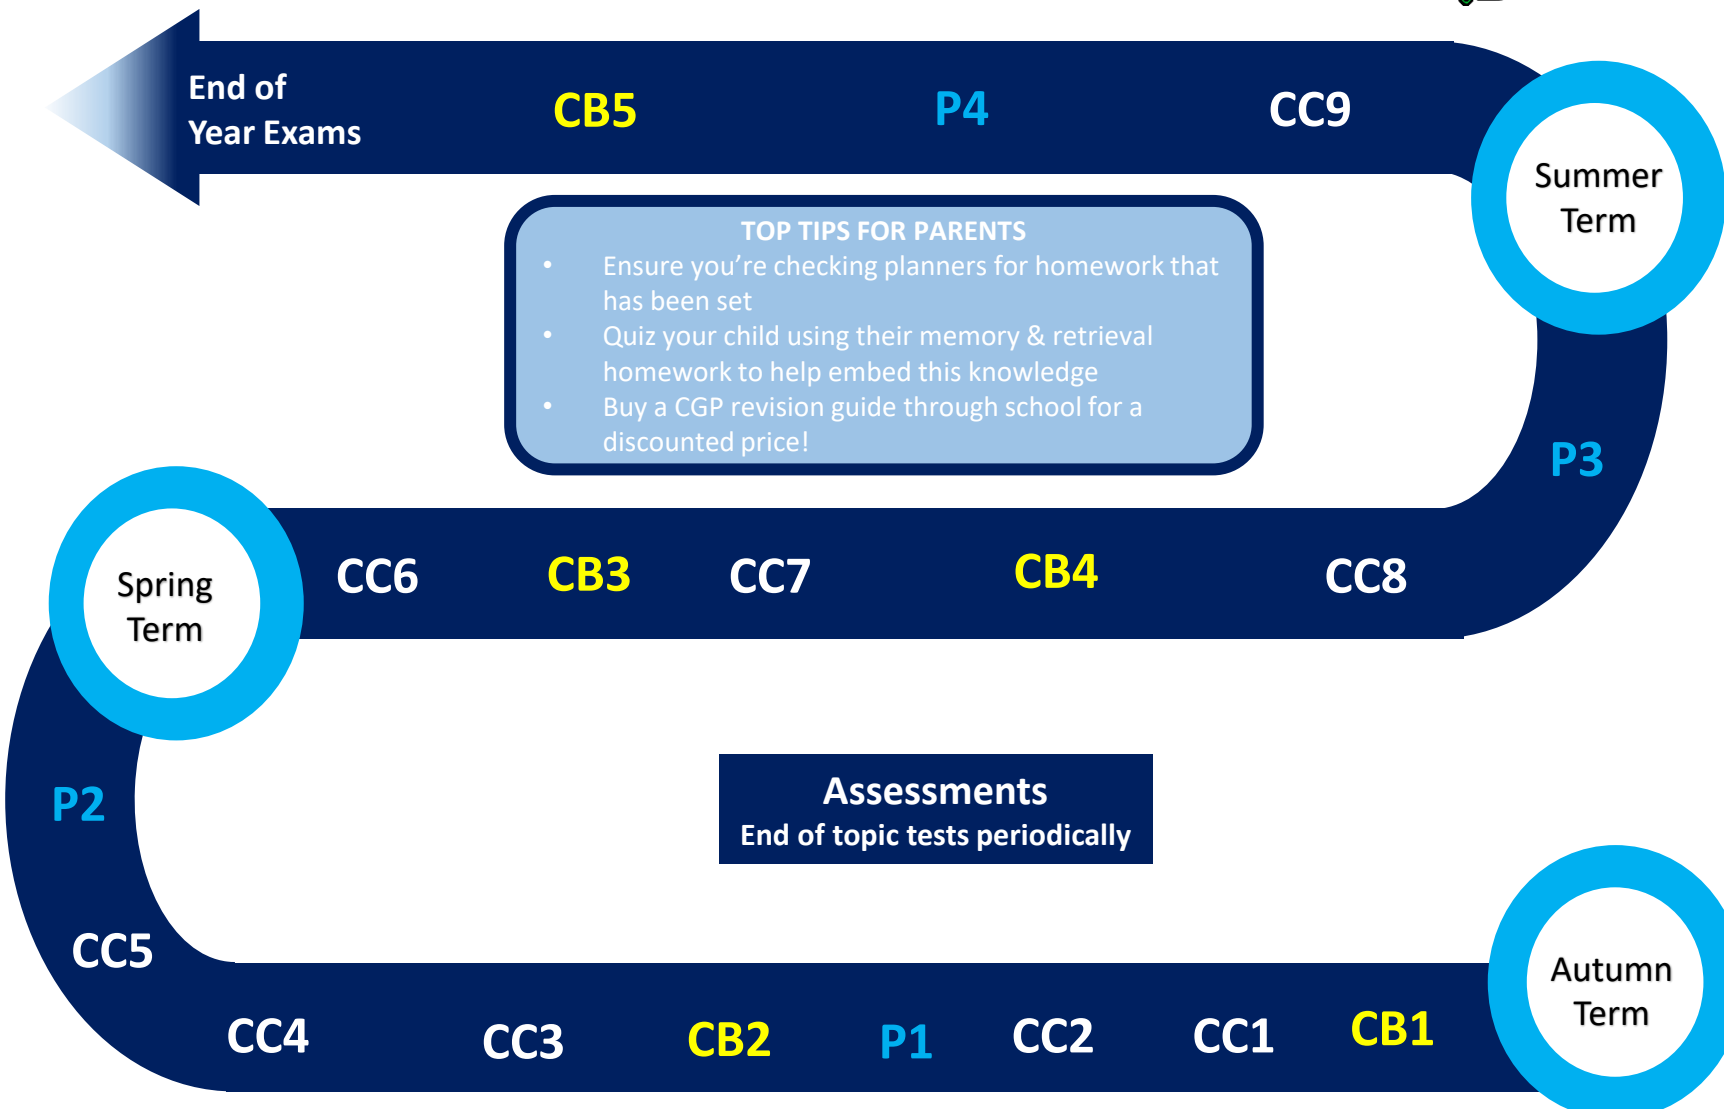 End of
Year Exams
CB5
P4
CC9
Summer
Term
TOP TIPS FOR PARENTS
• Ensure you're checking planners for homework that
has been set
• Quiz your child using their memory & retrieval
homework to help embed this knowledge
• Buy a CGP revision guide through school for a
discounted price!
P3
Spring
Term
CC6
CB3
CC7
CB4
CC8
P2
Assessments
End of topic tests periodically
CC5
CC4
CC3
CB2
P1
CC2
CC1
CB1
Autumn
Term